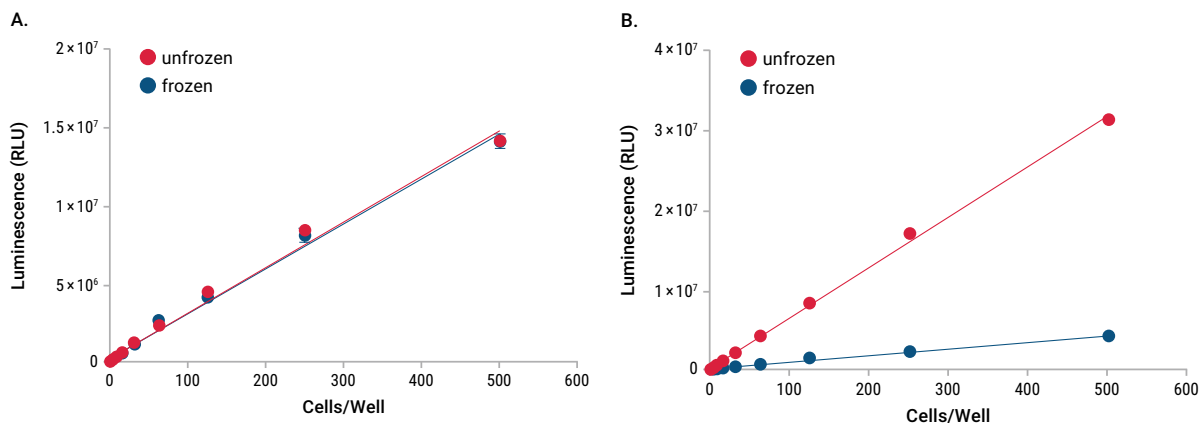 A.
2 × 10⁷
1.5 × 10⁷
1 × 10⁷
5 × 10⁶
0
Luminescence (RLU)
unfrozen
frozen
0 100 200 300 400 500 600
Cells/Well
B.
4 × 10⁷
3 × 10⁷
2 × 10⁷
1 × 10⁷
0
Luminescence (RLU)
unfrozen
frozen
0 100 200 300 400 500 600
Cells/Well